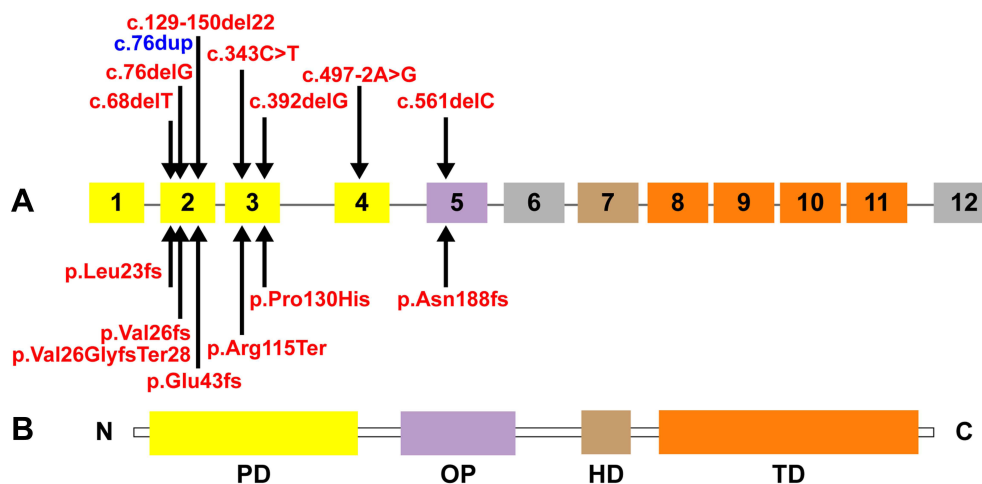 c.129-150del22
c.76dup
c.343C>T
c.76delG
c.497-2A>G
c.68delT
c.392delG
c.561delC
A
1 2 3 4 5 6 7 8 9 10 11 12
p.Leu23fs
p.Pro130His
p.Asn188fs
p.Val26fs
p.Val26GlyfsTer28
p.Arg115Ter
p.Glu43fs
B N C
PD OP HD TD